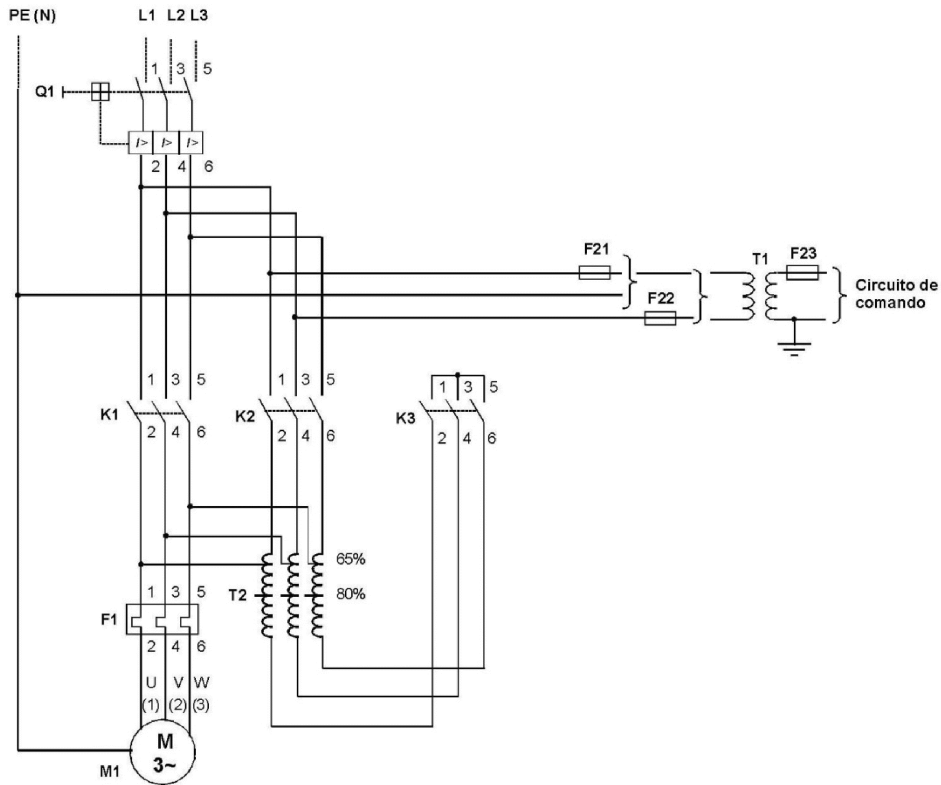 PE (N) L1 L2 L3
1 3 5
Q1
I> I> I>
2 4 6
F21
T1 F23
F22
Circuito de
comando
1 3 5
K1
2 4 6
1 3 5
K2
2 4 6
1 3 5
K3
2 4 6
65%
T2 80%
1 3 5
F1
2 4 6
U V W
(1) (2) (3)
M
3~
M1